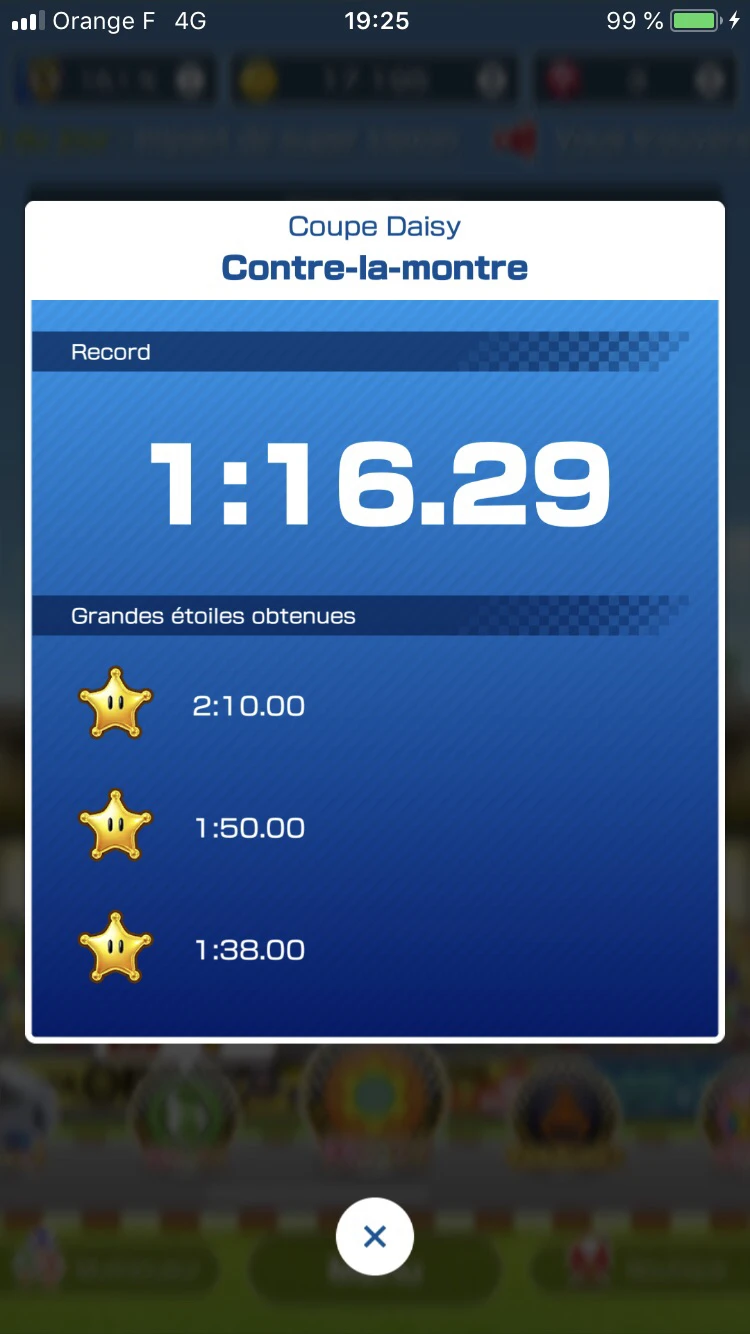 Orange F 4G 19:25 99 %
Coupe Daisy
Contre-la-montre
Record
1:16.29
Grandes étoiles obtenues
2:10.00
1:50.00
1:38.00